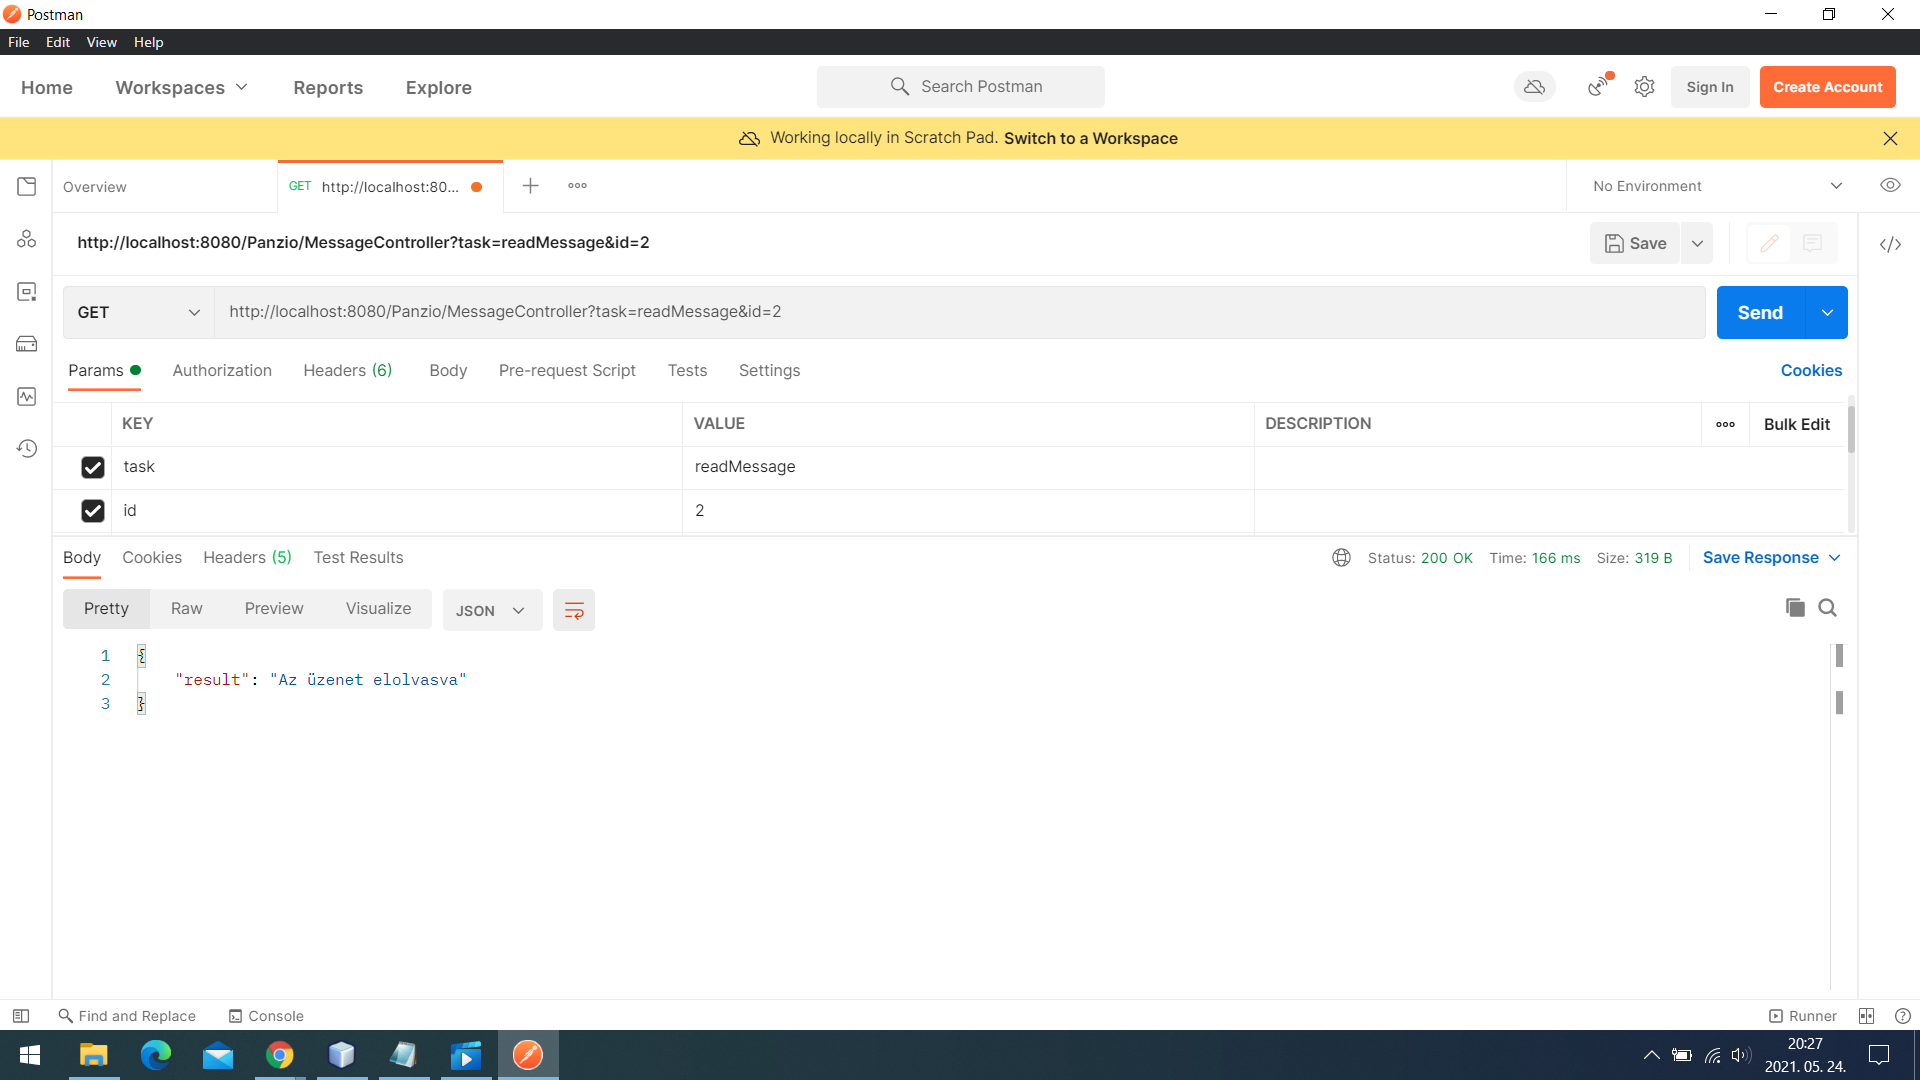 Postman
File Edit View Help
Home Workspaces Reports Explore Search Postman Sign In Create Account
Working locally in Scratch Pad. Switch to a Workspace
Overview GET http://localhost:80... No Environment
http://localhost:8080/Panzio/MessageController?task=readMessage&id=2 Save
GET http://localhost:8080/Panzio/MessageController?task=readMessage&id=2 Send
Params Authorization Headers (6) Body Pre-request Script Tests Settings Cookies
KEY VALUE DESCRIPTION Bulk Edit
task readMessage
id 2
Body Cookies Headers (5) Test Results Status: 200 OK Time: 166 ms Size: 319 B Save Response
Pretty Raw Preview Visualize JSON
1 {
2 "result": "Az üzenet elolvasva"
3 }
Find and Replace Console Runner
20:27
2021. 05. 24.